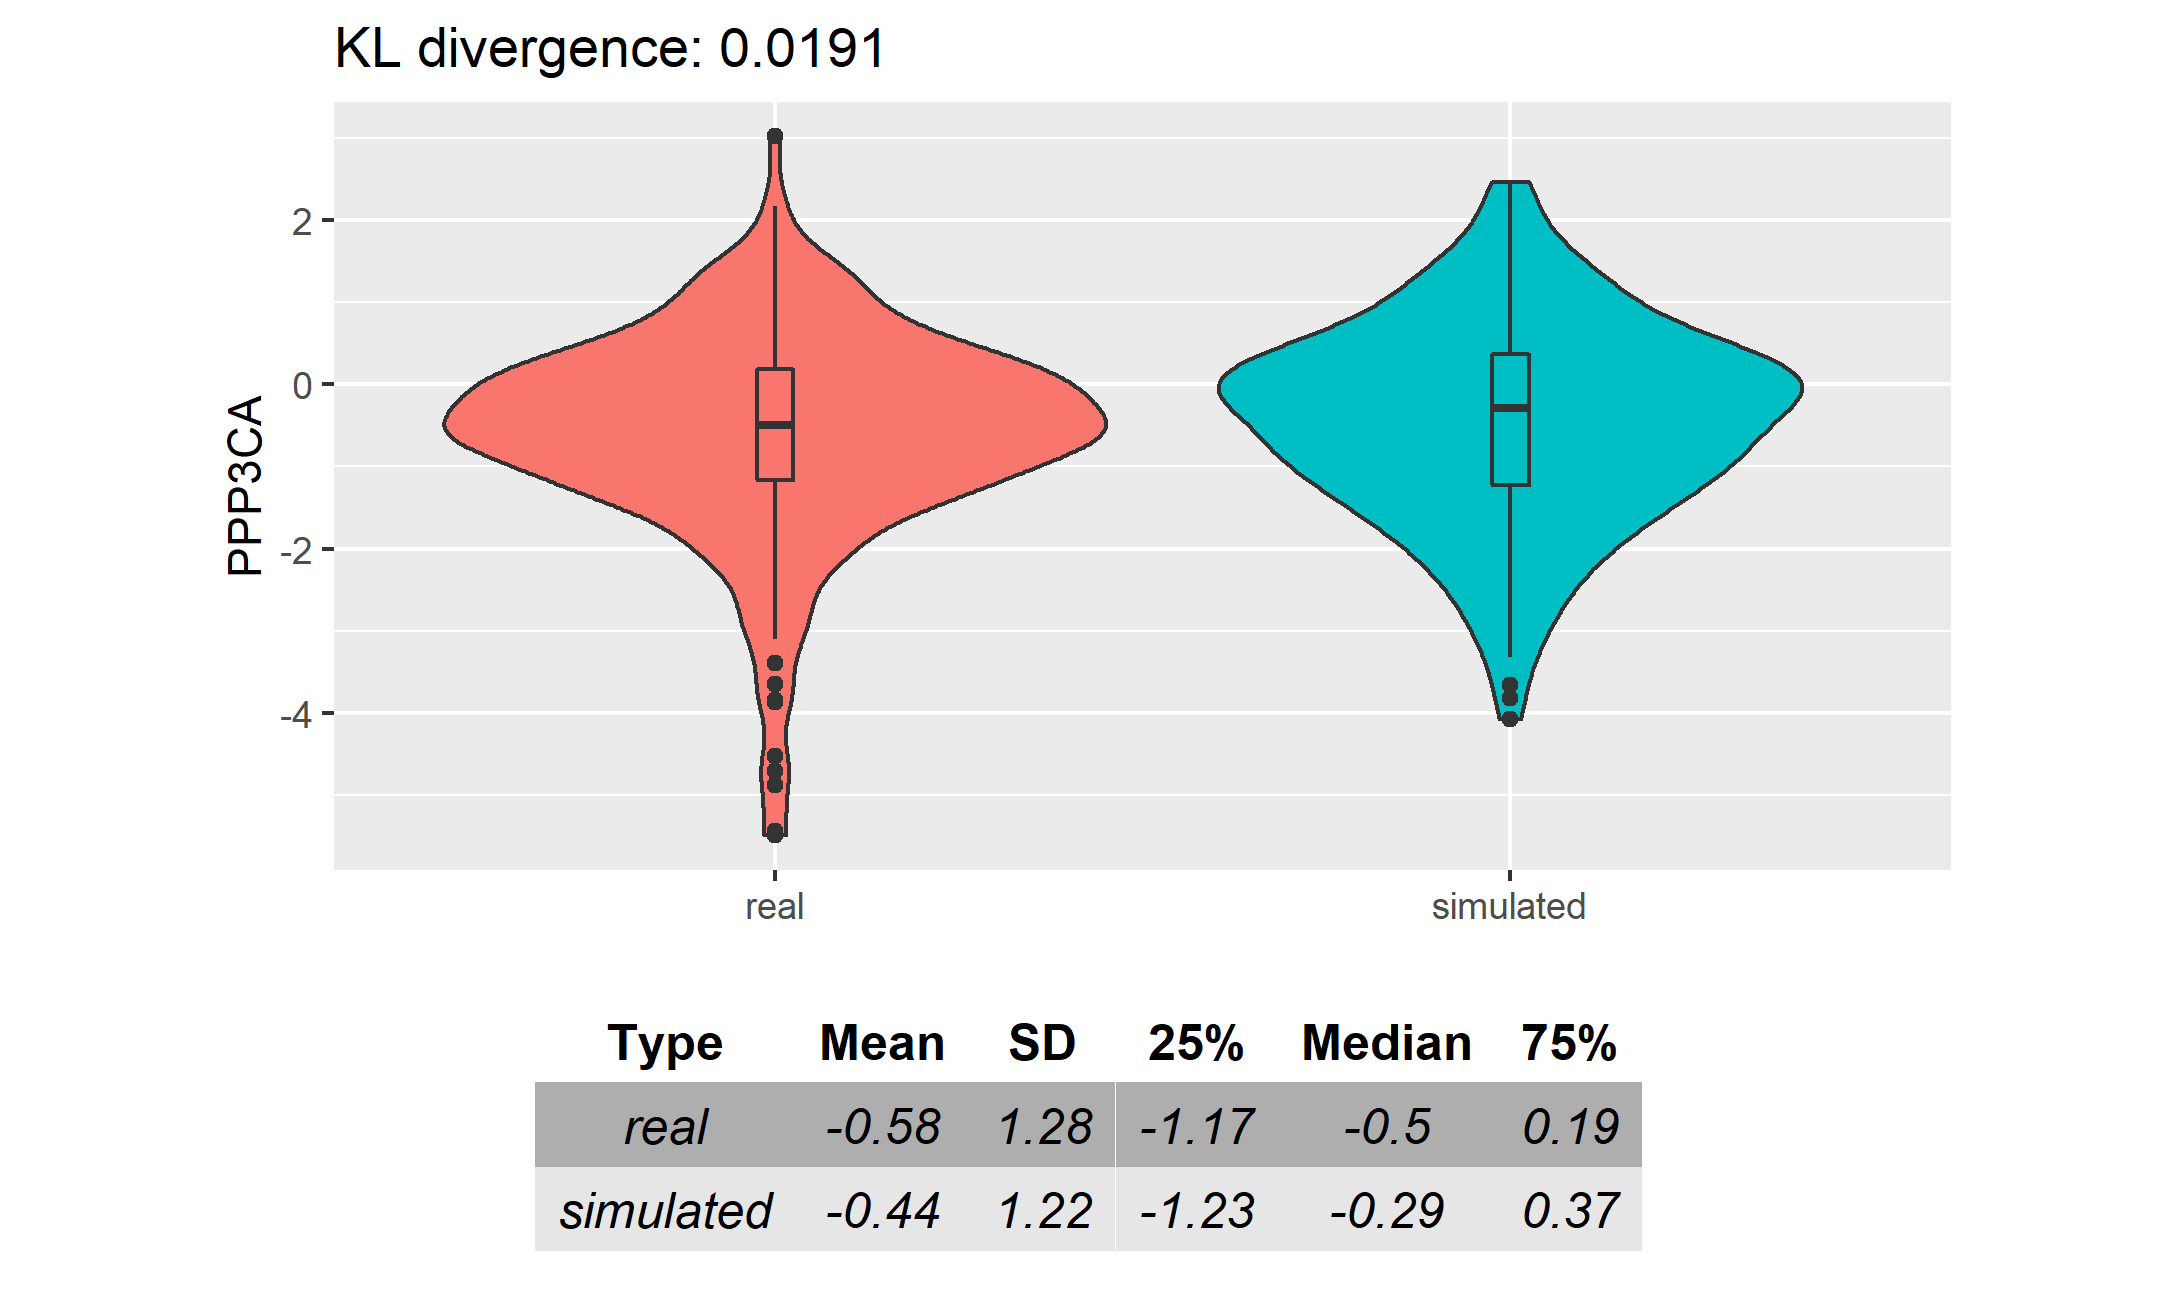 KL divergence: 0.0191
PPP3CA
2
0
-2
-4
real simulated
Type Mean SD 25% Median 75%
real -0.58 1.28 -1.17 -0.5 0.19
simulated -0.44 1.22 -1.23 -0.29 0.37